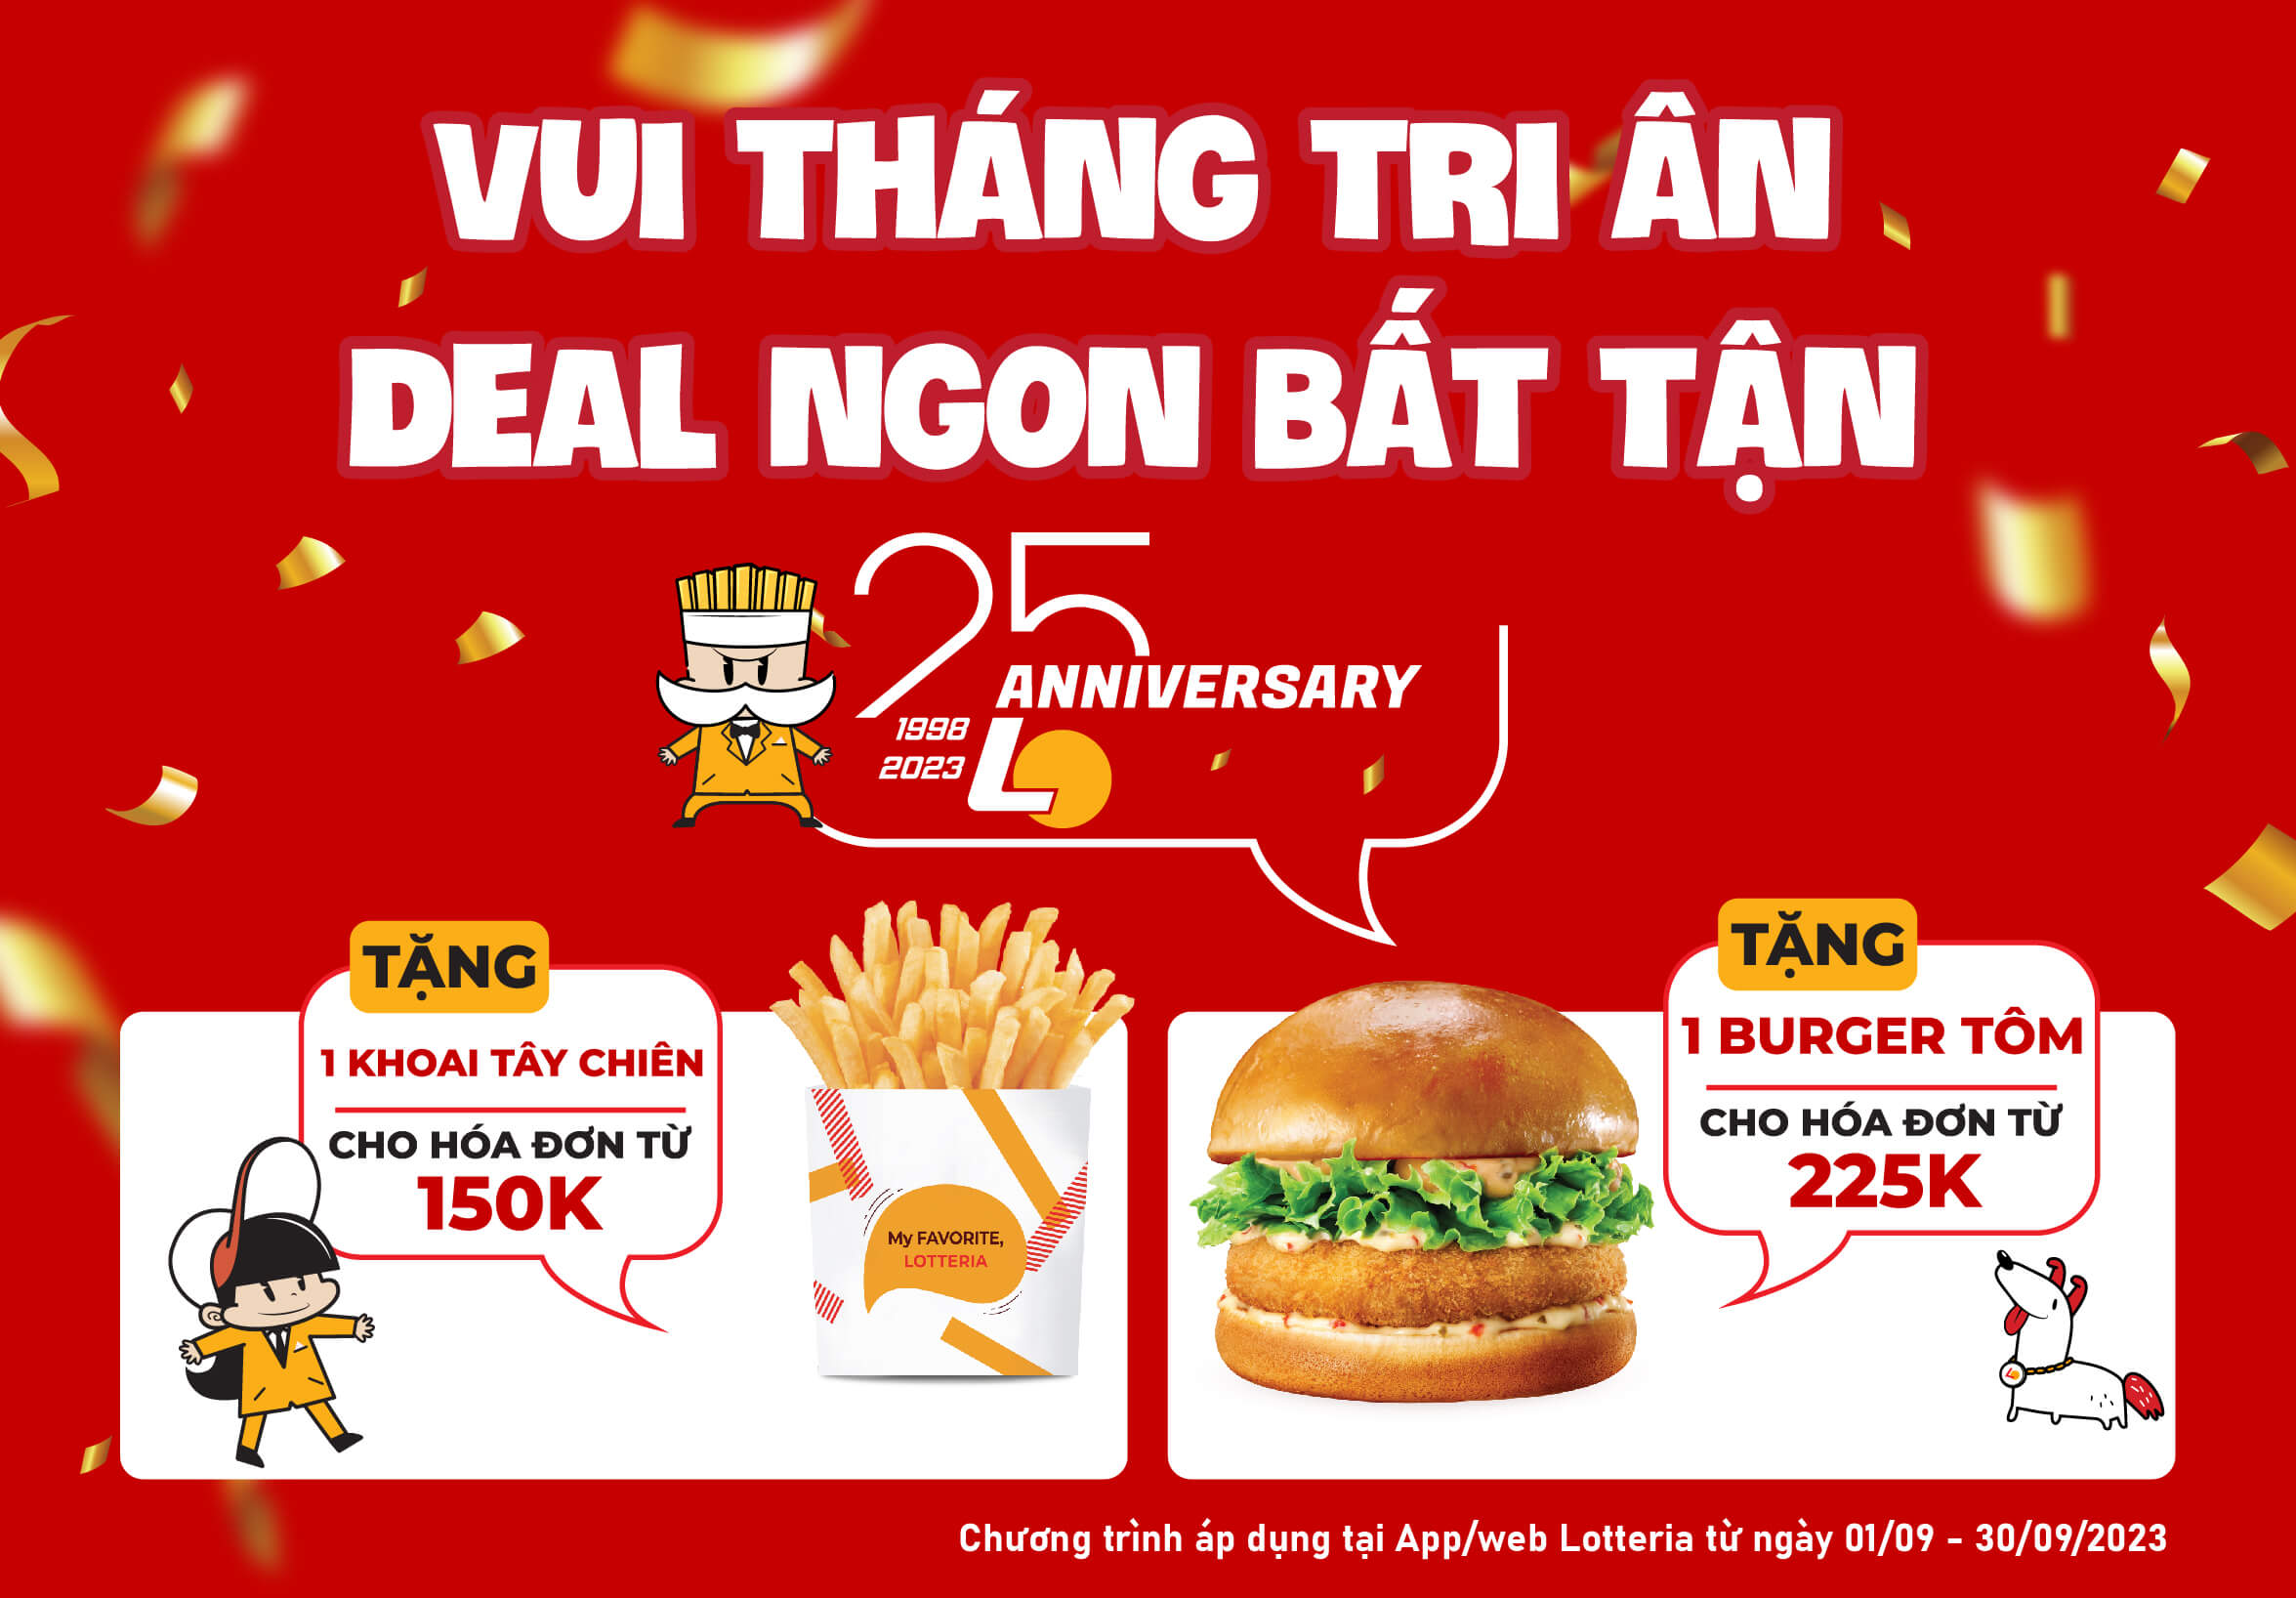 VUI THÁNG TRI ÂN
DEAL NGON BẤT TẬN
25
ANNIVERSARY
1998
2023
L
TẶNG
1 KHOAI TÂY CHIÊN
CHO HÓA ĐƠN TỪ
150K
My FAVORITE,
LOTTERIA
TẶNG
1 BURGER TÔM
CHO HÓA ĐƠN TỪ
225K
Chương trình áp dụng tại App/web Lotteria từ ngày 01/09 - 30/09/2023